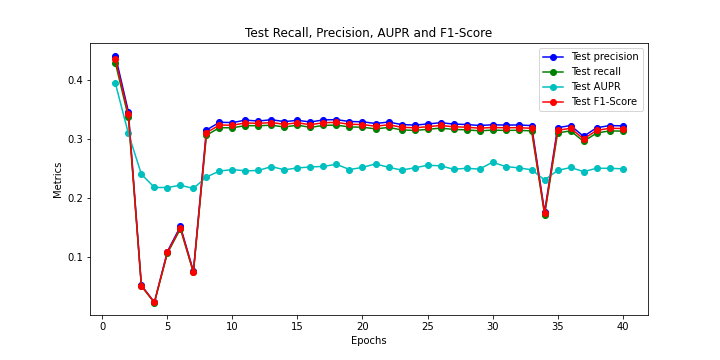 Test Recall, Precision, AUPR and F1-Score
Test precision
Test recall
Test AUPR
Test F1-Score
Metrics
0.4
0.3
0.2
0.1
0 5 10 15 20 25 30 35 40
Epochs